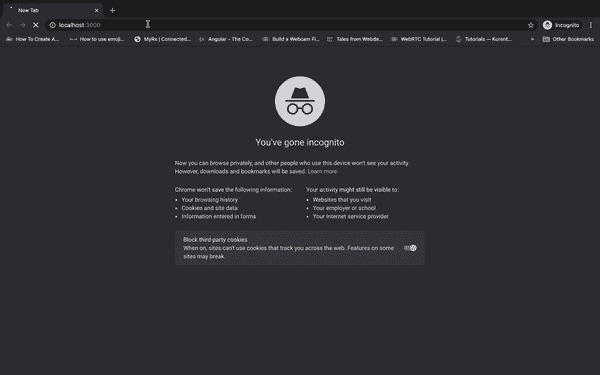 New Tab
localhost:3000
Incognito
How To Create A...
How to use emoji...
MyRx | Connected...
Angular – The Co...
Build a Webcam Fi...
Tales from Webde...
WebRTC Tutorial |...
Tutorials — Kurent...
»
Other Bookmarks
You've gone incognito
Now you can browse privately, and other people who use this device won't see your activity.
However, downloads and bookmarks will be saved. Learn more
Chrome won't save the following information:
• Your browsing history
• Cookies and site data
• Information entered in forms
Your activity might still be visible to:
• Websites that you visit
• Your employer or school
• Your Internet service provider
Block third-party cookies
When on, sites can't use cookies that track you across the web. Features on some
sites may break.